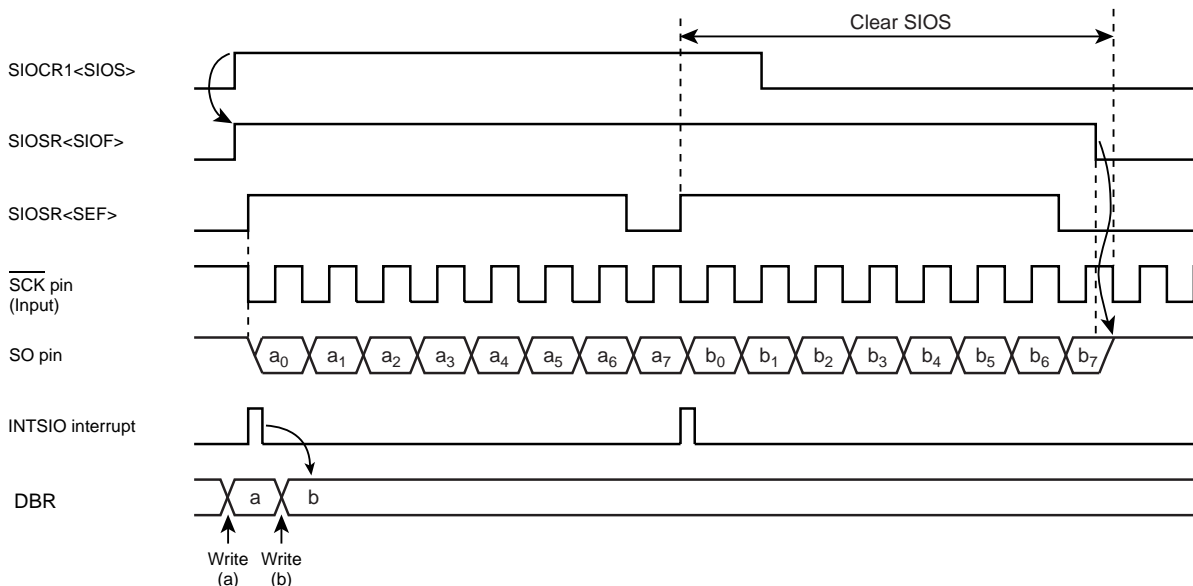 Clear SIOS
SIOCR1<SIOS>
SIOSR<SIOF>
SIOSR<SEF>
SCK pin
(Input)
SO pin
a0 a1 a2 a3 a4 a5 a6 a7 b0 b1 b2 b3 b4 b5 b6 b7
INTSIO interrupt
DBR
a b
Write Write
(a) (b)